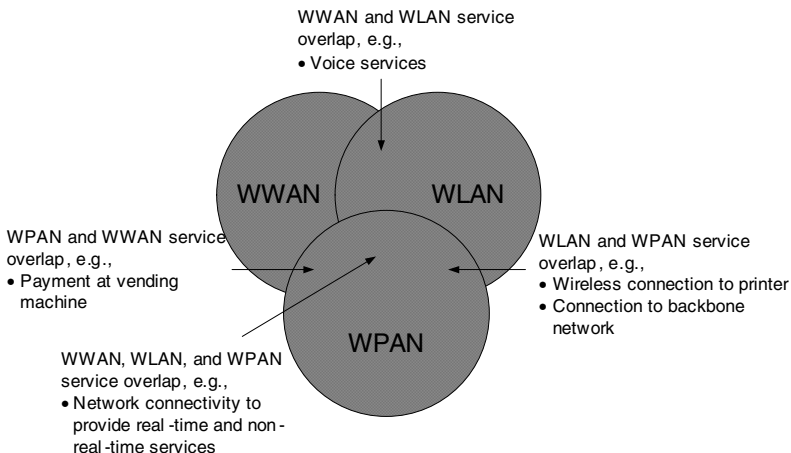 WWAN and WLAN service
overlap, e.g.,
• Voice services
WWAN
WLAN
WPAN and WWAN service
overlap, e.g.,
• Payment at vending
machine
WLAN and WPAN service
overlap, e.g.,
• Wireless connection to printer
• Connection to backbone
network
WPAN
WWAN, WLAN, and WPAN
service overlap, e.g.,
• Network connectivity to
provide real-time and non-
real-time services